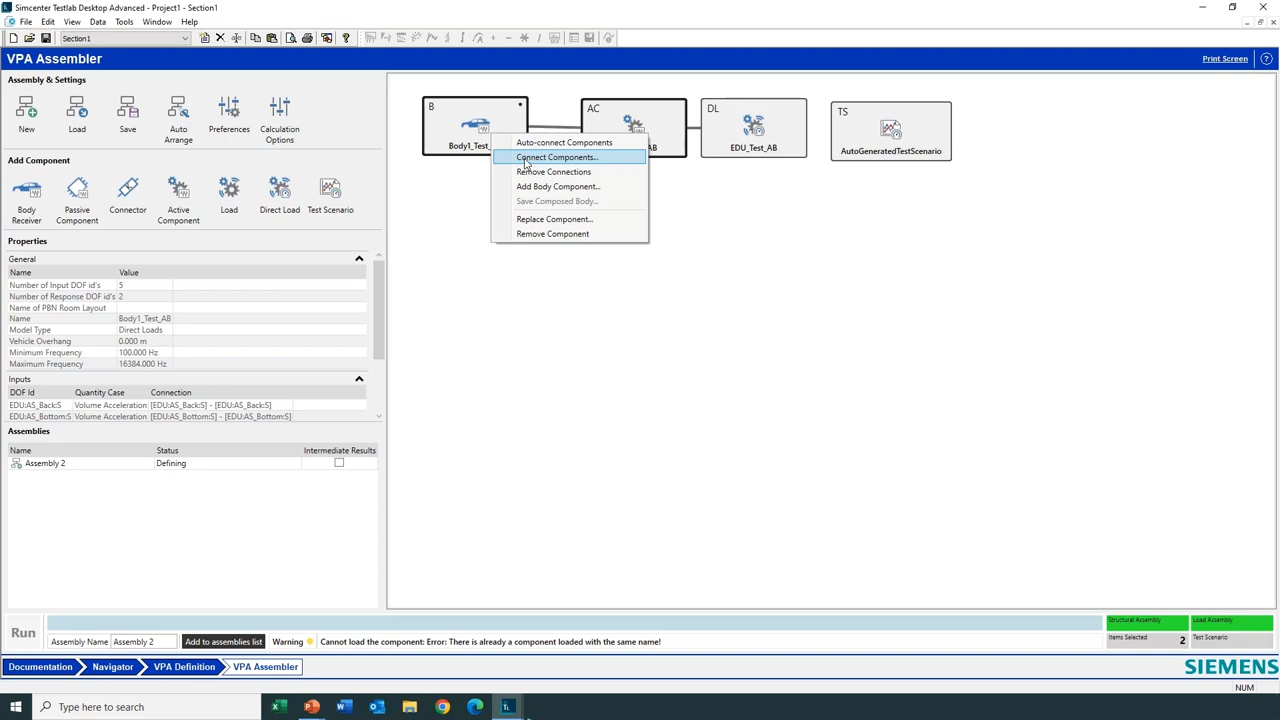 Simcenter Testlab Desktop Advanced - Project1 - Section1
File Edit View Data Tools Window Help
Section1
VPA Assembler
Print Screen
Assembly & Settings
New Load Save Auto Arrange Preferences Calculation Options
Add Component
Body Receiver Passive Component Connector Active Component Load Direct Load Test Scenario
Properties
General
Name Value
Number of Input DOF id's 5
Number of Response DOF id's 2
Name of PBN Room Layout
Name Body1_Test_AB
Model Type Direct Loads
Vehicle Overhang 0.000 m
Minimum Frequency 100.000 Hz
Maximum Frequency 16384.000 Hz
Inputs
DOF Id Quantity Case Connection
EDU:AS_Back:S Volume Acceleration [EDU:AS_Back:S] - [EDU:AS_Back:S]
EDU:AS_Bottom:S Volume Acceleration [EDU:AS_Bottom:S] - [EDU:AS_Bottom:S]
Assemblies
Name Status Intermediate Results
Assembly 2 Defining
B
Body1_Test_
AC
AB
DL
EDU_Test_AB
TS
AutoGeneratedTestScenario
Auto-connect Components
Connect Components...
Remove Connections
Add Body Component...
Save Composed Body...
Replace Component...
Remove Component
Run
Assembly Name Assembly 2 Add to assemblies list Warning Cannot load the component: Error: There is already a component loaded with the same name!
Structural Assembly Load Assembly
Items Selected 2 Test Scenario
Documentation Navigator VPA Definition VPA Assembler
SIEMENS
NUM
Type here to search